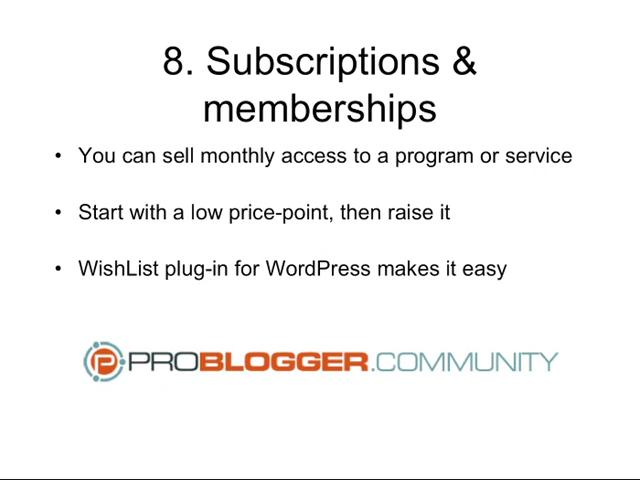 8. Subscriptions &
memberships
• You can sell monthly access to a program or service
• Start with a low price-point, then raise it
• WishList plug-in for WordPress makes it easy
P PROBLOGGER.COMMUNITY